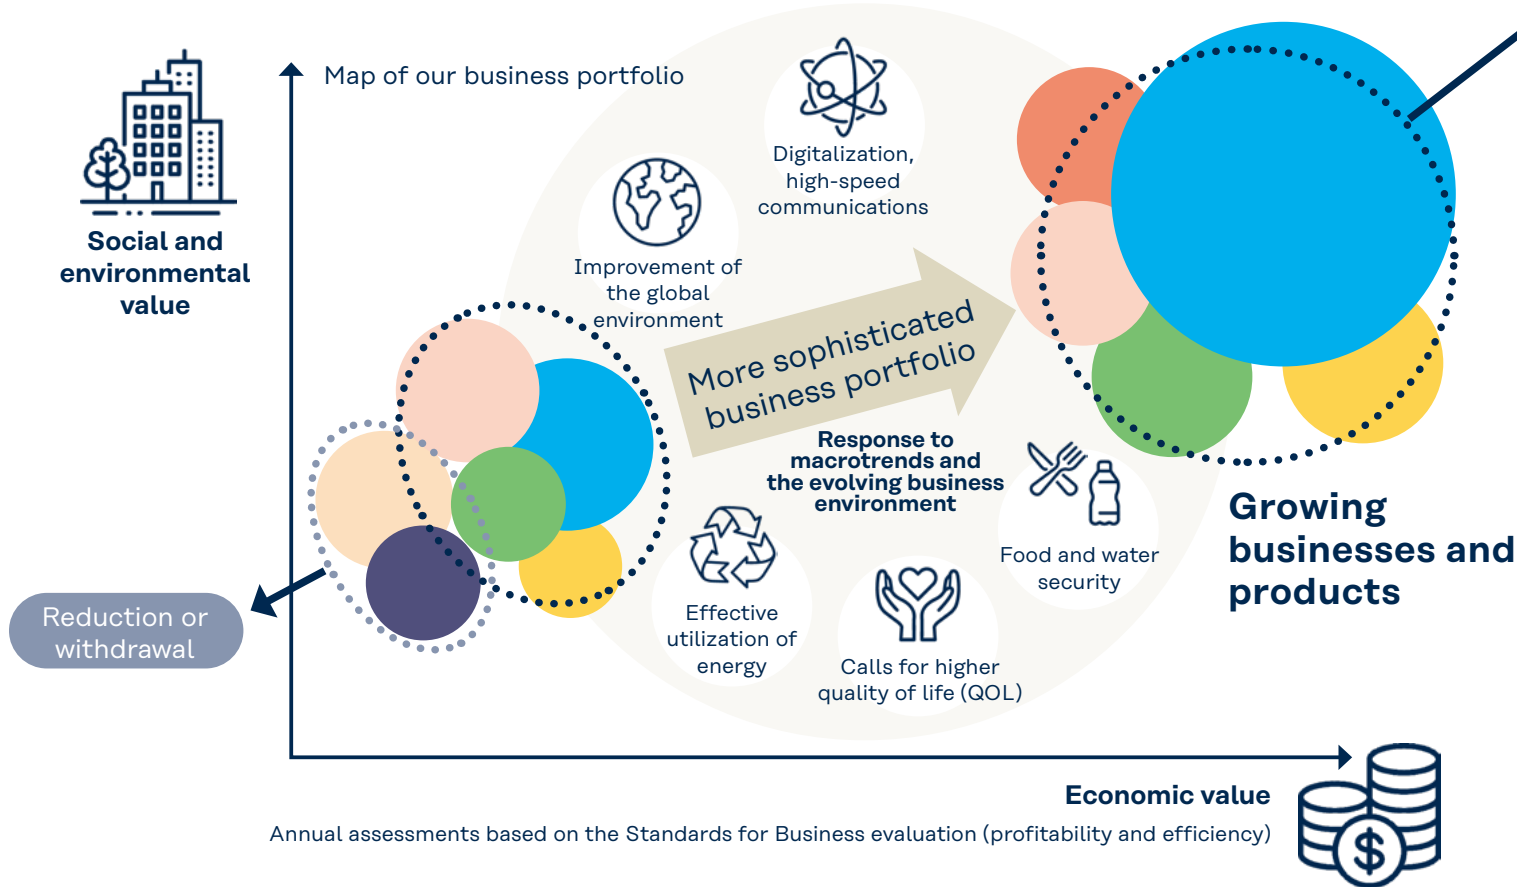 Map of our business portfolio
Social and
environmental
value
Digitalization,
high-speed
communications
Improvement of
the global
environment
More sophisticated
business portfolio
Response to
macrotrends and
the evolving business
environment
Food and water
security
Effective
utilization of
energy
Calls for higher
quality of life (QOL)
Growing
businesses and
products
Reduction or
withdrawal
Economic value
Annual assessments based on the Standards for Business evaluation (profitability and efficiency)
$